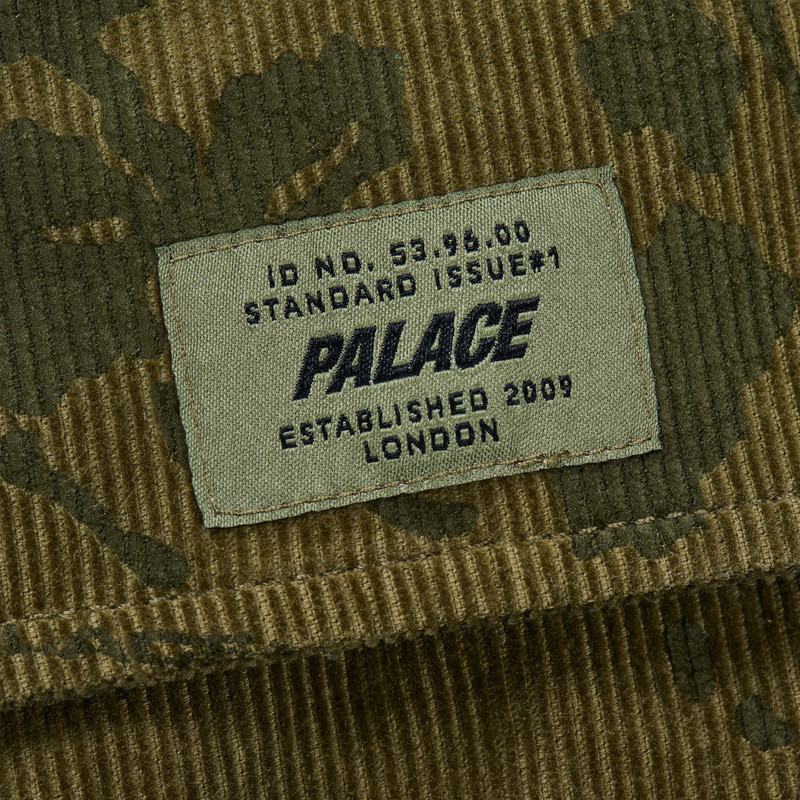 ID NO. 53.96.00
STANDARD ISSUE#1
PALACE
ESTABLISHED 2009
LONDON